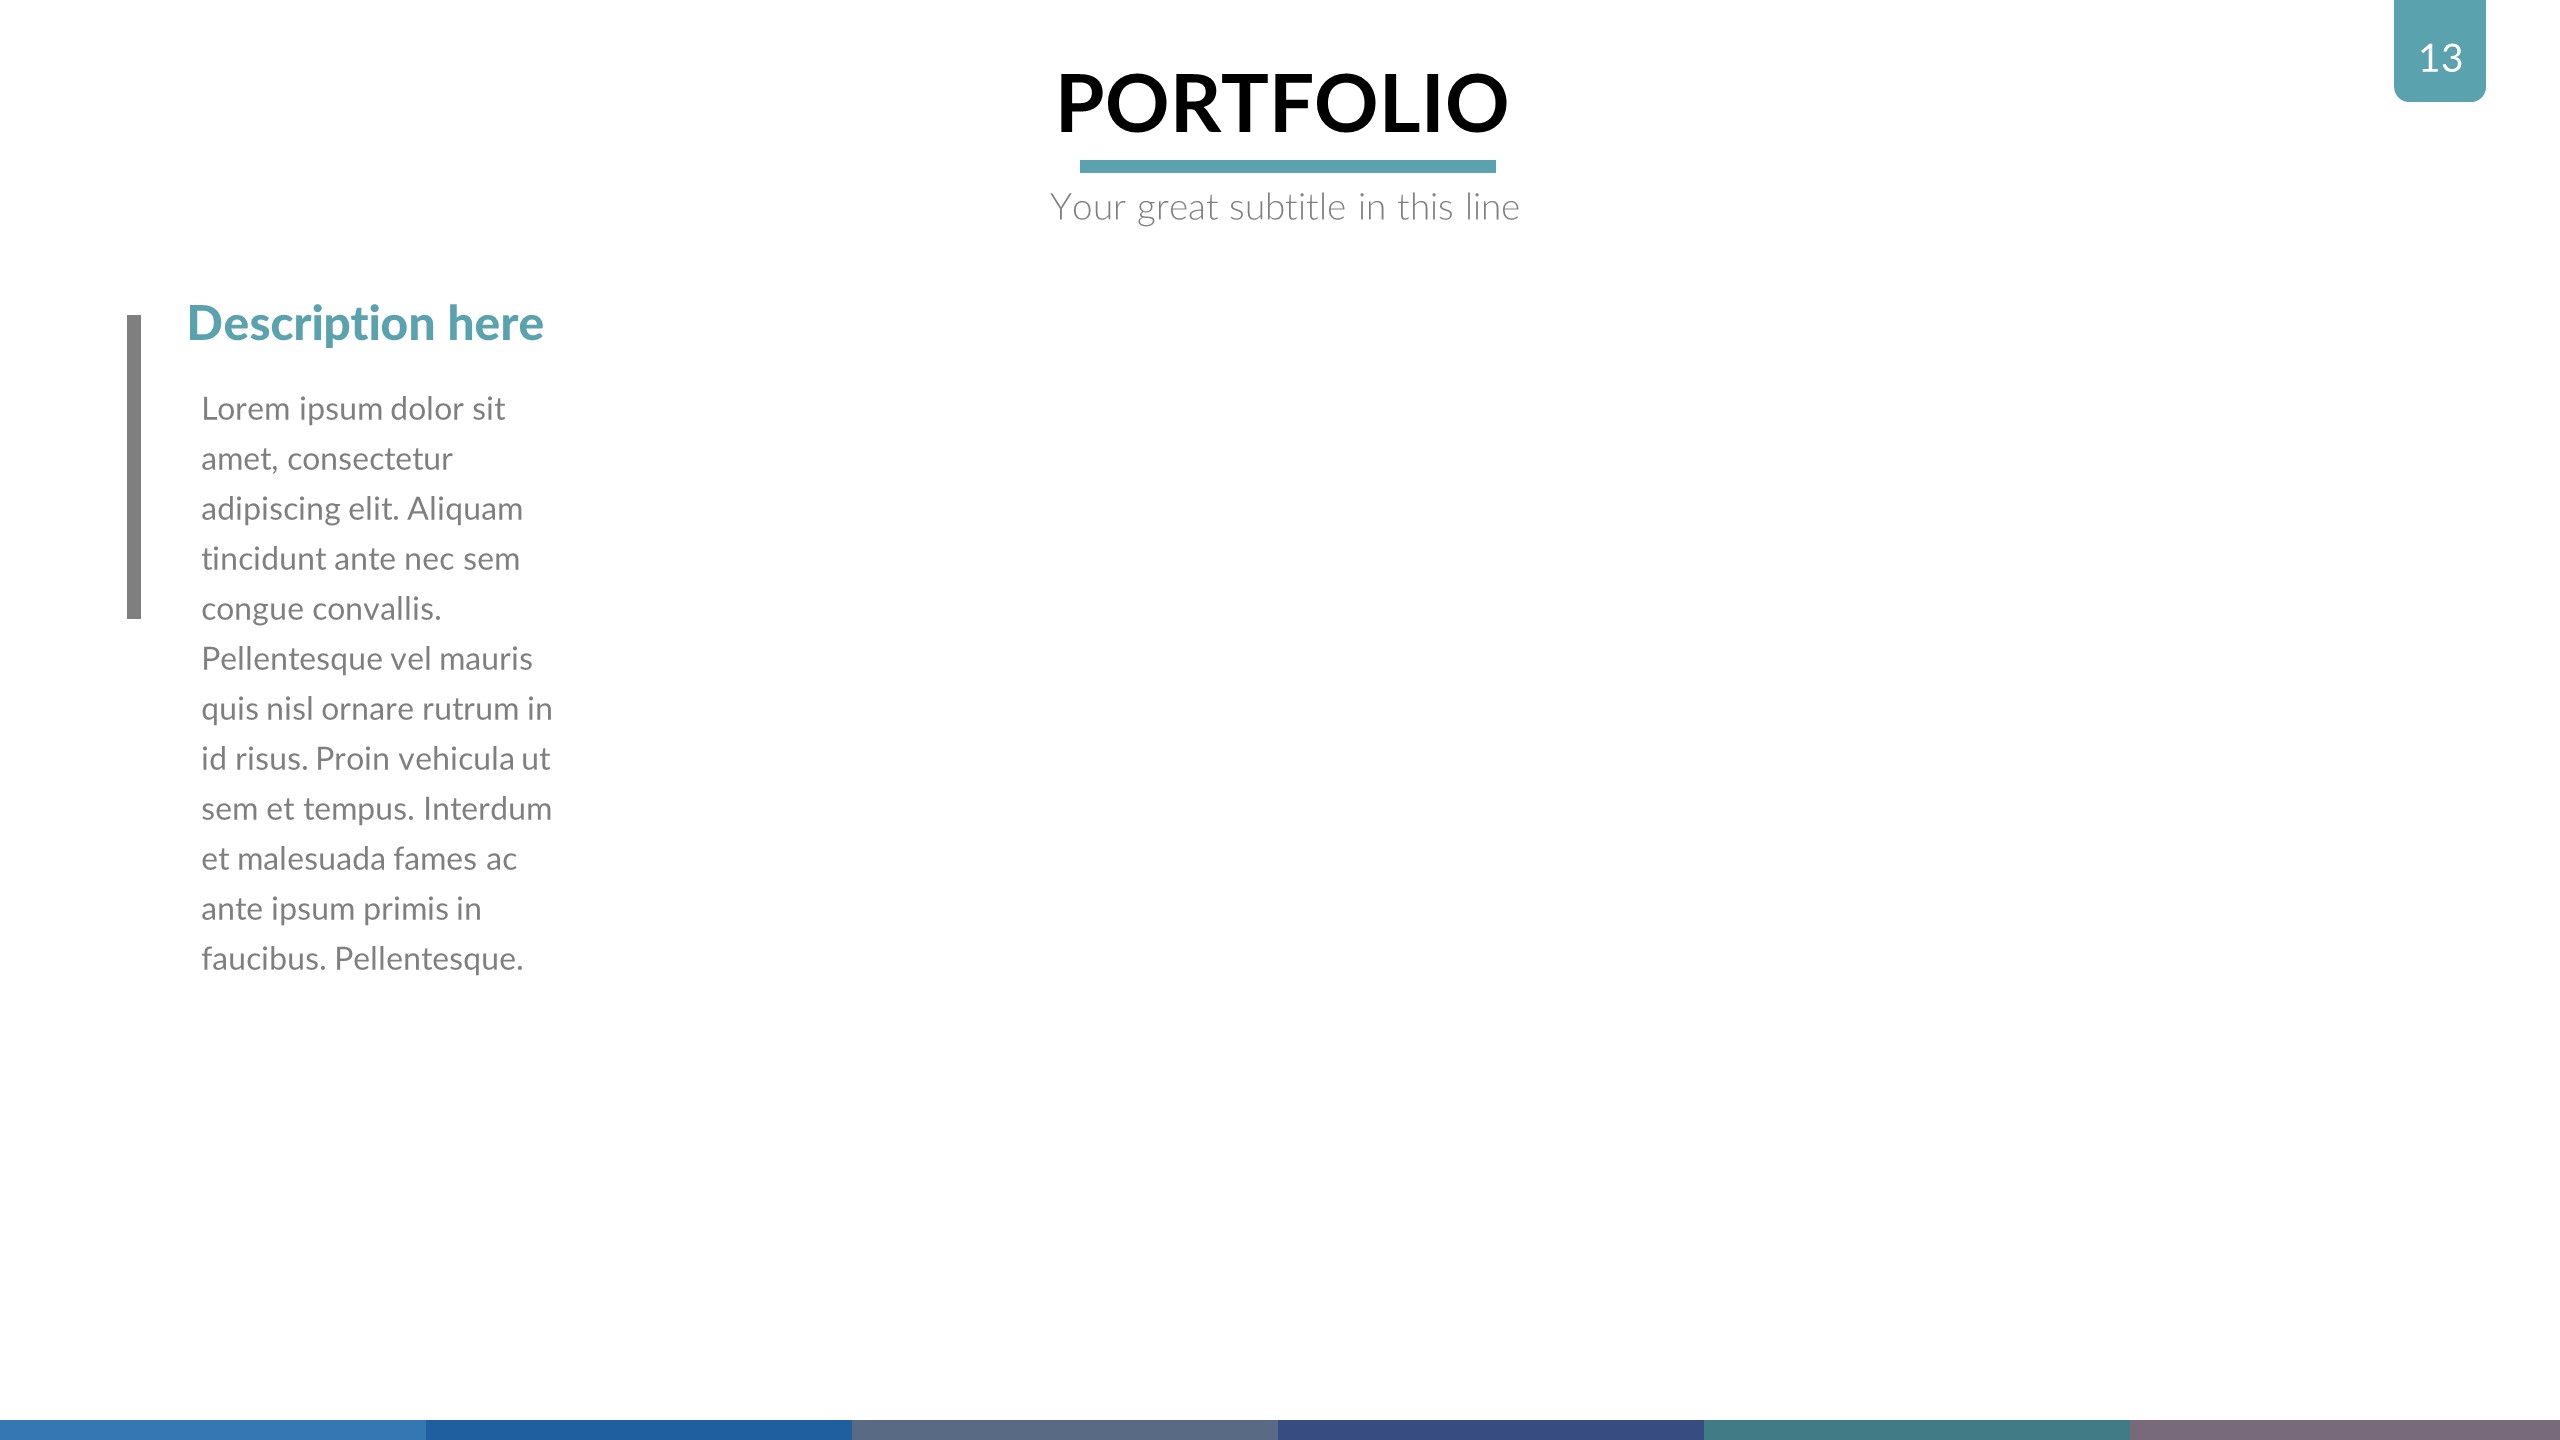 13
PORTFOLIO
Your great subtitle in this line
Description here
Lorem ipsum dolor sit
amet, consectetur
adipiscing elit. Aliquam
tincidunt ante nec sem
congue convallis.
Pellentesque vel mauris
quis nisl ornare rutrum in
id risus. Proin vehicula ut
sem et tempus. Interdum
et malesuada fames ac
ante ipsum primis in
faucibus. Pellentesque.